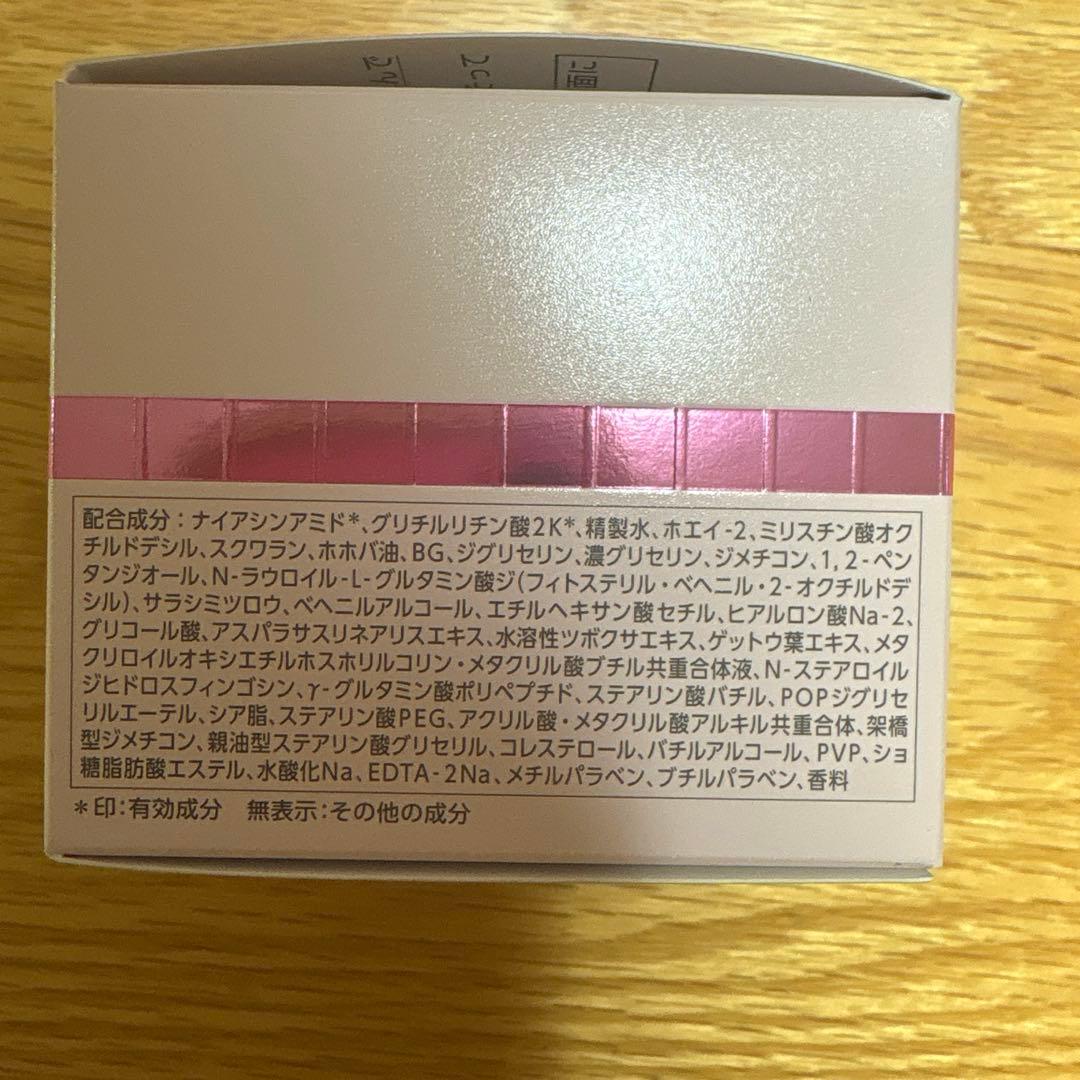 面に
配合成分：ナイアシンアミド*、グリチルリチン酸2K*、精製水、ホエイ-2、ミリスチン酸オク
チルドデシル、スクワラン、ホホバ油、BG、ジグリセリン、濃グリセリン、ジメチコン、1,2-ペン
タンジオール、N-ラウロイル-L-グルタミン酸ジ(フィトステリル・ベヘニル・2-オクチルドデ
シル)、サラシミツロウ、ベヘニルアルコール、エチルヘキサン酸セチル、ヒアルロン酸Na-2、
グリコール酸、アスパラサスリネアリスエキス、水溶性ツボクサエキス、ゲットウ葉エキス、メタ
クリロイルオキシエチルホスホリルコリン・メタクリル酸ブチル共重合体液、N-ステアロイル
ジヒドロスフィンゴシン、γ-グルタミン酸ポリペプチド、ステアリン酸バチル、POPジグリセ
リルエーテル、シア脂、ステアリン酸PEG、アクリル酸・メタクリル酸アルキル共重合体、架橋
型ジメチコン、親油型ステアリン酸グリセリル、コレステロール、バチルアルコール、PVP、ショ
糖脂肪酸エステル、水酸化Na、EDTA-2Na、メチルパラベン、ブチルパラベン、香料
*印：有効成分　無表示：その他の成分